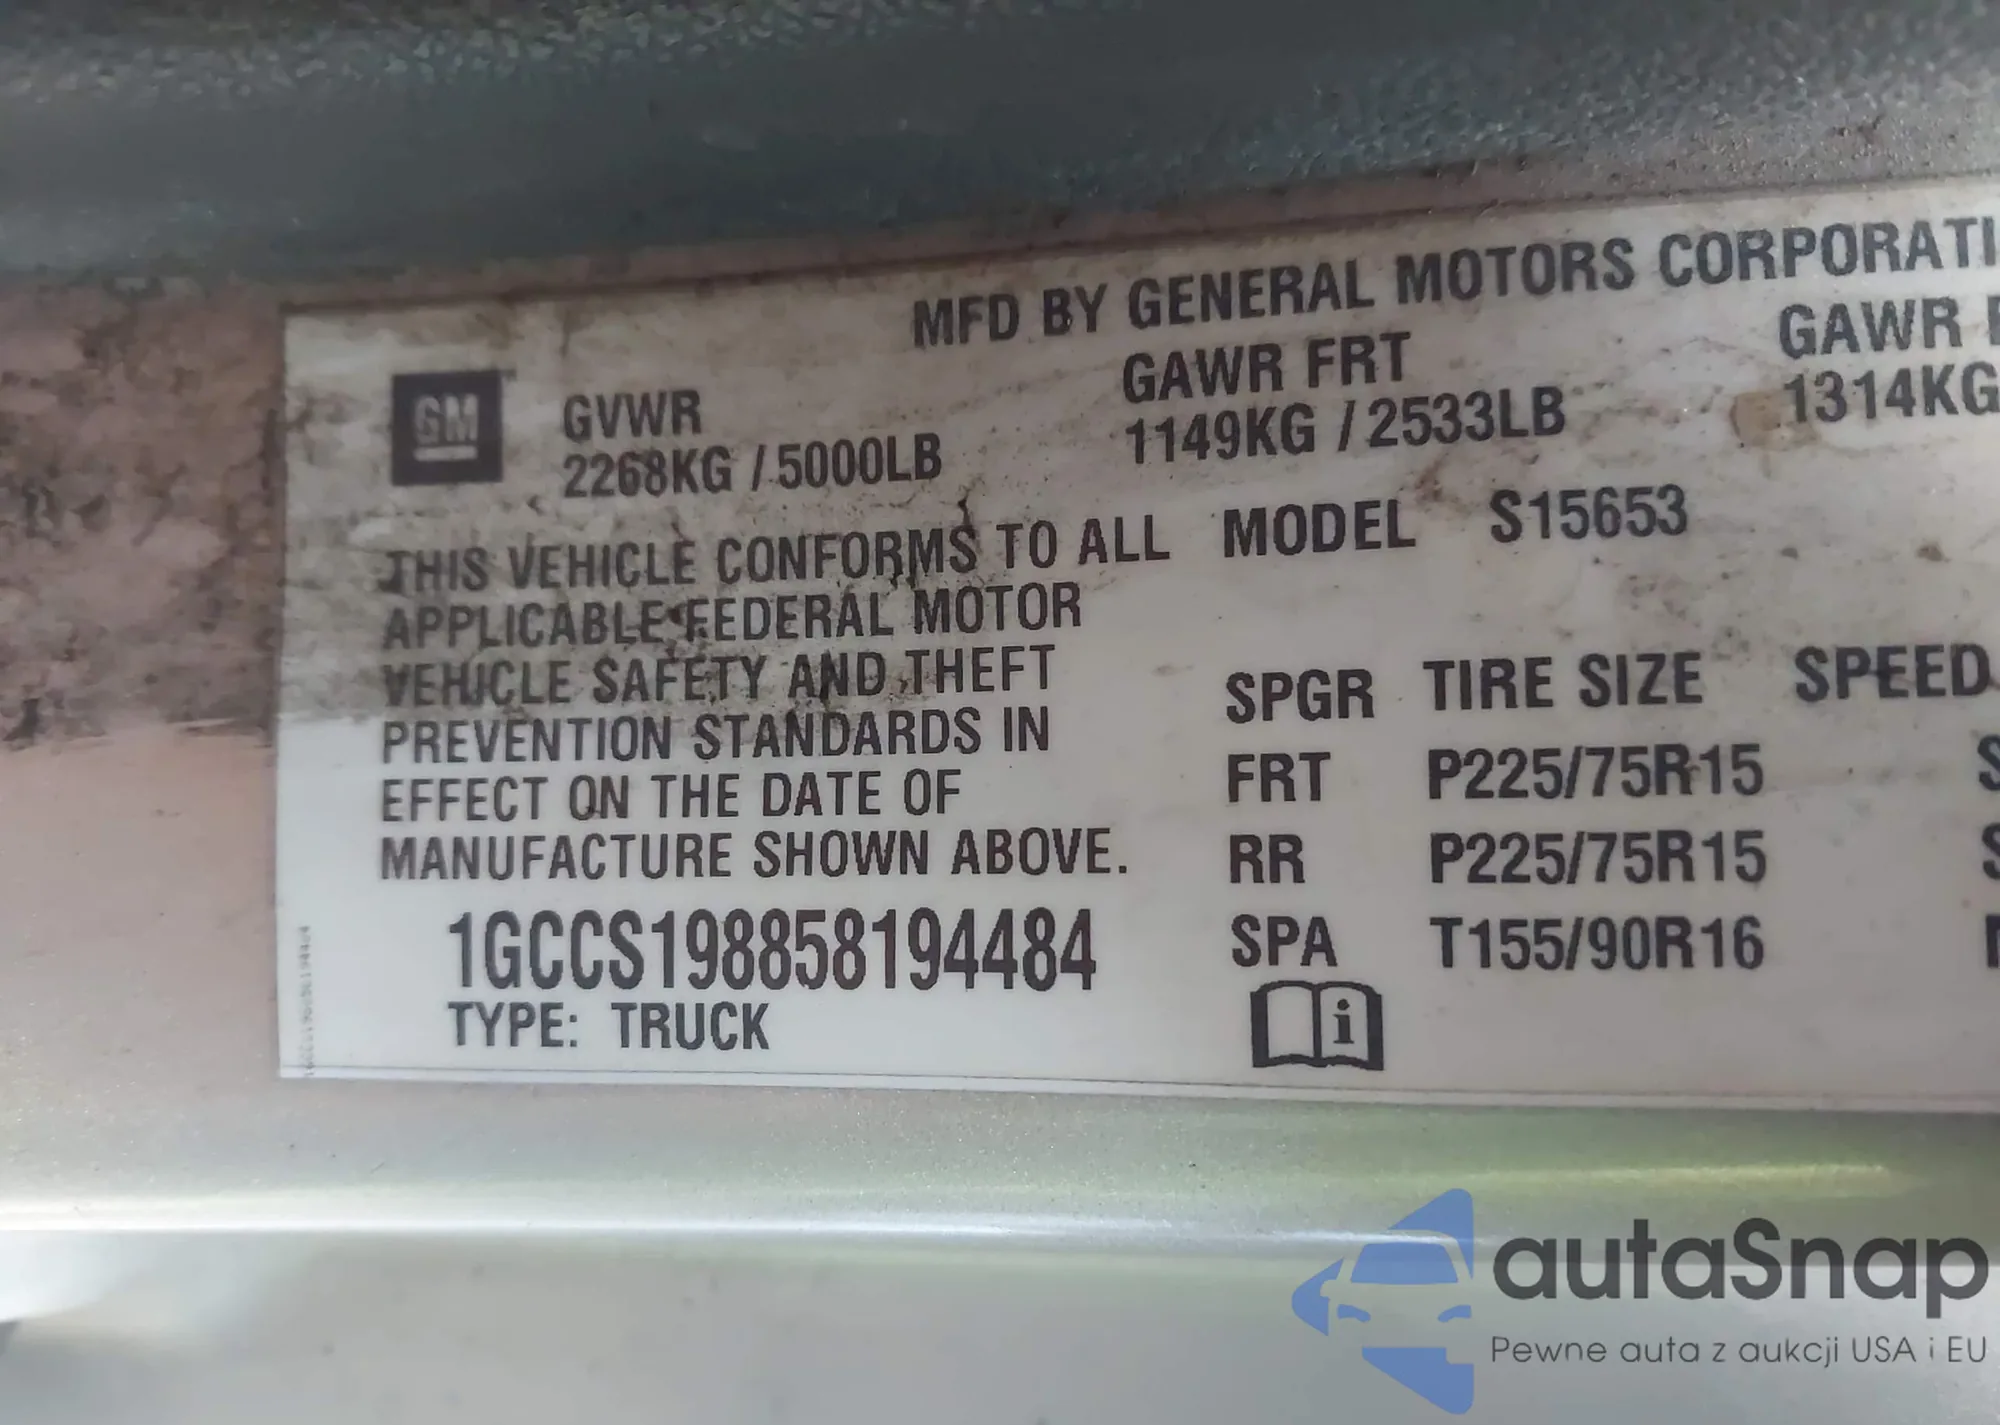 MFD BY GENERAL MOTORS CORPORATI
GM
GVWR
2268KG / 5000LB
GAWR FRT
1149KG / 2533LB
GAWR
1314KG
THIS VEHICLE CONFORMS TO ALL
APPLICABLE FEDERAL MOTOR
VEHICLE SAFETY AND THEFT
PREVENTION STANDARDS IN
EFFECT ON THE DATE OF
MANUFACTURE SHOWN ABOVE.
1GCCS198858194484
TYPE: TRUCK
MODEL S15653
SPGR TIRE SIZE SPEED
FRT P225/75R15 S
RR P225/75R15 S
SPA T155/90R16
i
autaSnap
Pewne auta z aukcji USA i EU